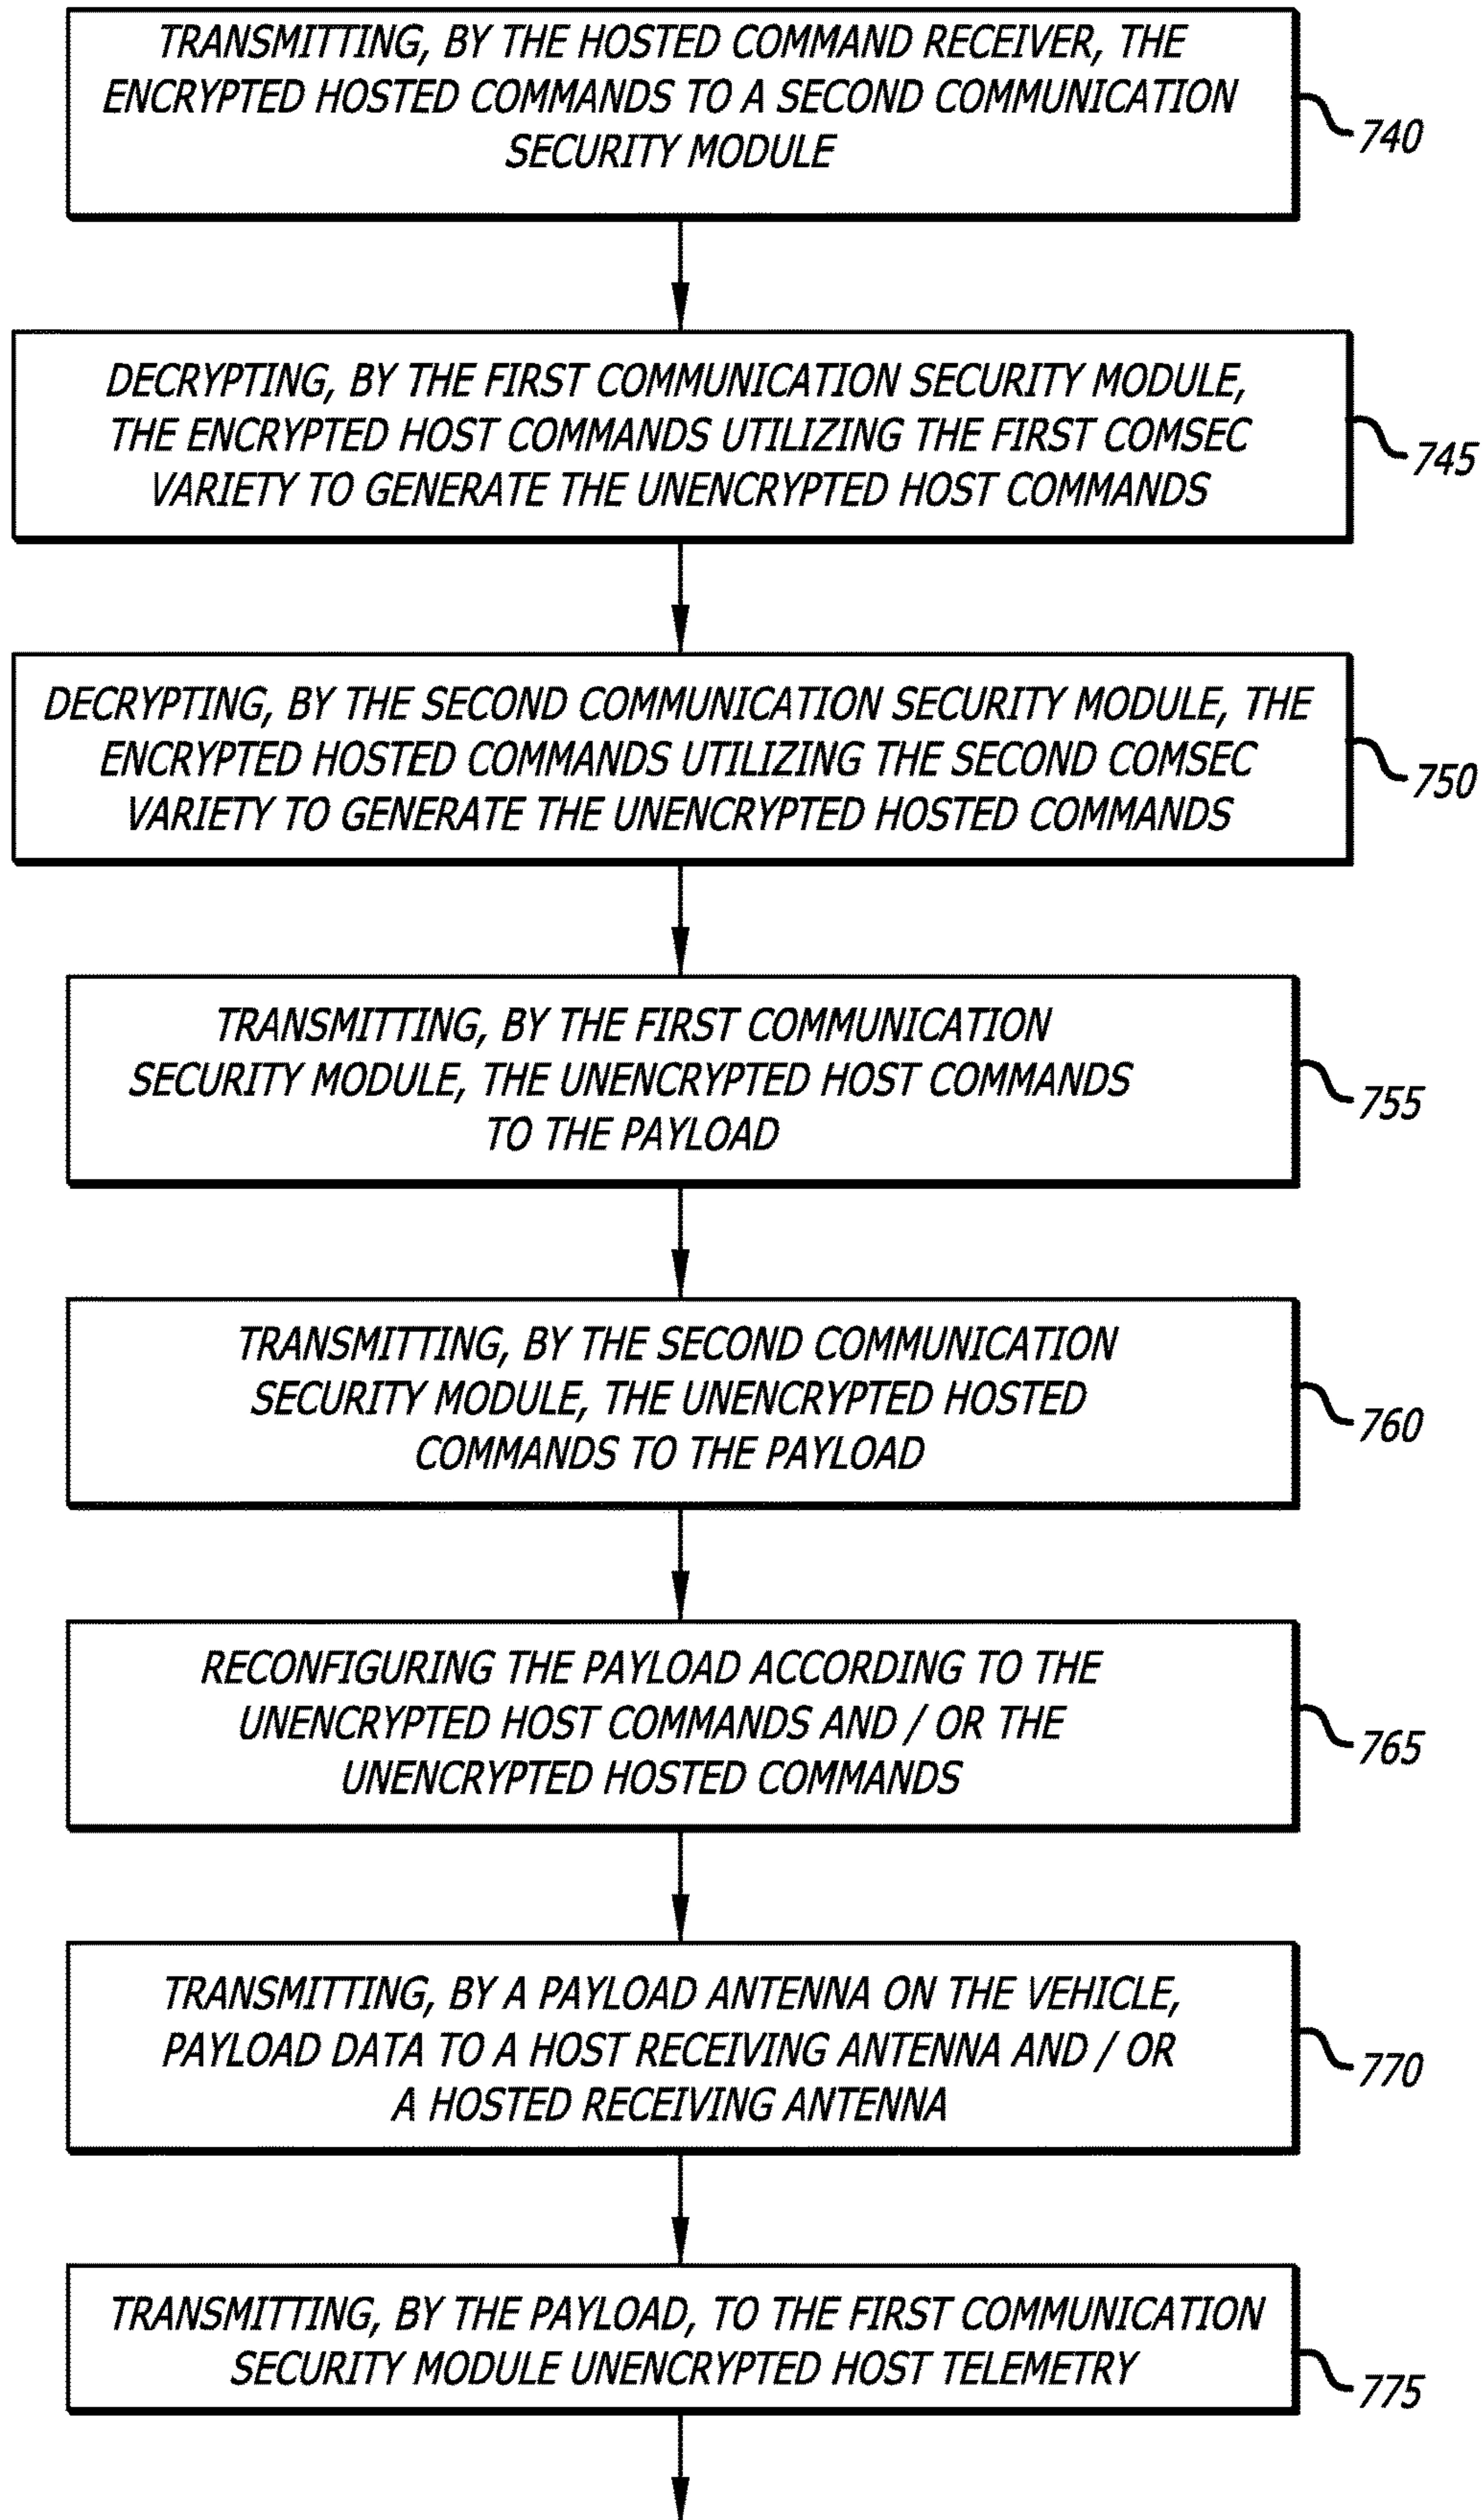 TRANSMITTING, BY THE HOSTED COMMAND RECEIVER, THE
ENCRYPTED HOSTED COMMANDS TO A SECOND COMMUNICATION
SECURITY MODULE
740
DECRYPTING, BY THE FIRST COMMUNICATION SECURITY MODULE,
THE ENCRYPTED HOST COMMANDS UTILIZING THE FIRST COMSEC
VARIETY TO GENERATE THE UNENCRYPTED HOST COMMANDS
745
DECRYPTING, BY THE SECOND COMMUNICATION SECURITY MODULE, THE
ENCRYPTED HOSTED COMMANDS UTILIZING THE SECOND COMSEC
VARIETY TO GENERATE THE UNENCRYPTED HOSTED COMMANDS
750
TRANSMITTING, BY THE FIRST COMMUNICATION
SECURITY MODULE, THE UNENCRYPTED HOST COMMANDS
TO THE PAYLOAD
755
TRANSMITTING, BY THE SECOND COMMUNICATION
SECURITY MODULE, THE UNENCRYPTED HOSTED
COMMANDS TO THE PAYLOAD
760
RECONFIGURING THE PAYLOAD ACCORDING TO THE
UNENCRYPTED HOST COMMANDS AND / OR THE
UNENCRYPTED HOSTED COMMANDS
765
TRANSMITTING, BY A PAYLOAD ANTENNA ON THE VEHICLE,
PAYLOAD DATA TO A HOST RECEIVING ANTENNA AND / OR
A HOSTED RECEIVING ANTENNA
770
TRANSMITTING, BY THE PAYLOAD, TO THE FIRST COMMUNICATION
SECURITY MODULE UNENCRYPTED HOST TELEMETRY
775